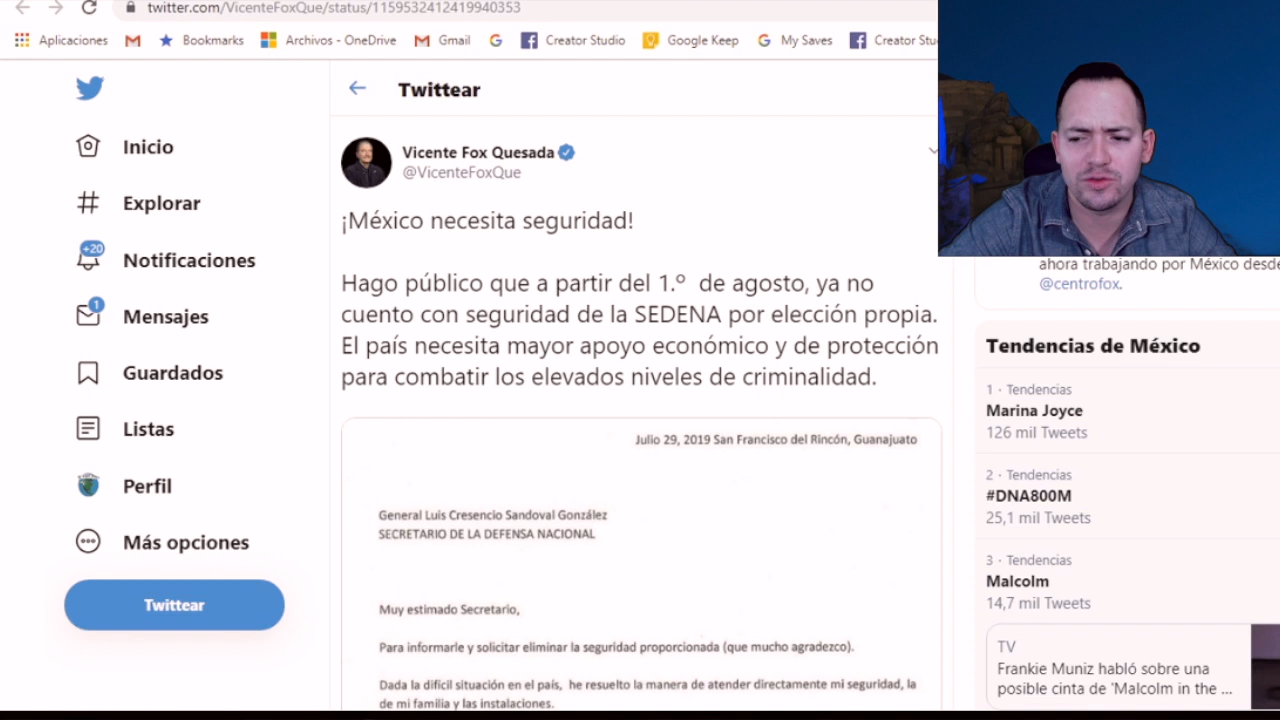 twitter.com/VicenteFoxQue/status/1159532412419940353
Aplicaciones
Bookmarks
Archivos - OneDrive
Gmail
Creator Studio
Google Keep
My Saves
Creator Stu
Twittear
Inicio
Explorar
+20
Notificaciones
1
Mensajes
Guardados
Listas
Perfil
Más opciones
Twittear
Vicente Fox Quesada
@VicenteFoxQue
¡México necesita seguridad!
Hago público que a partir del 1.º de agosto, ya no
cuento con seguridad de la SEDENA por elección propia.
El país necesita mayor apoyo económico y de protección
para combatir los elevados niveles de criminalidad.
Julio 29, 2019 San Francisco del Rincón, Guanajuato
General Luis Cresencio Sandoval González
SECRETARIO DE LA DEFENSA NACIONAL
Muy estimado Secretario,
Para informarle y solicitar eliminar la seguridad proporcionada (que mucho agradezco).
Dada la difícil situación en el país, he resuelto la manera de atender directamente mi seguridad, la
de mi familia y las instalaciones.
ahora trabajando por México desde
@centrofox.
Tendencias de México
1 · Tendencias
Marina Joyce
126 mil Tweets
2 · Tendencias
#DNA800M
25,1 mil Tweets
3 · Tendencias
Malcolm
14,7 mil Tweets
TV
Frankie Muniz habló sobre una
posible cinta de 'Malcolm in the ...